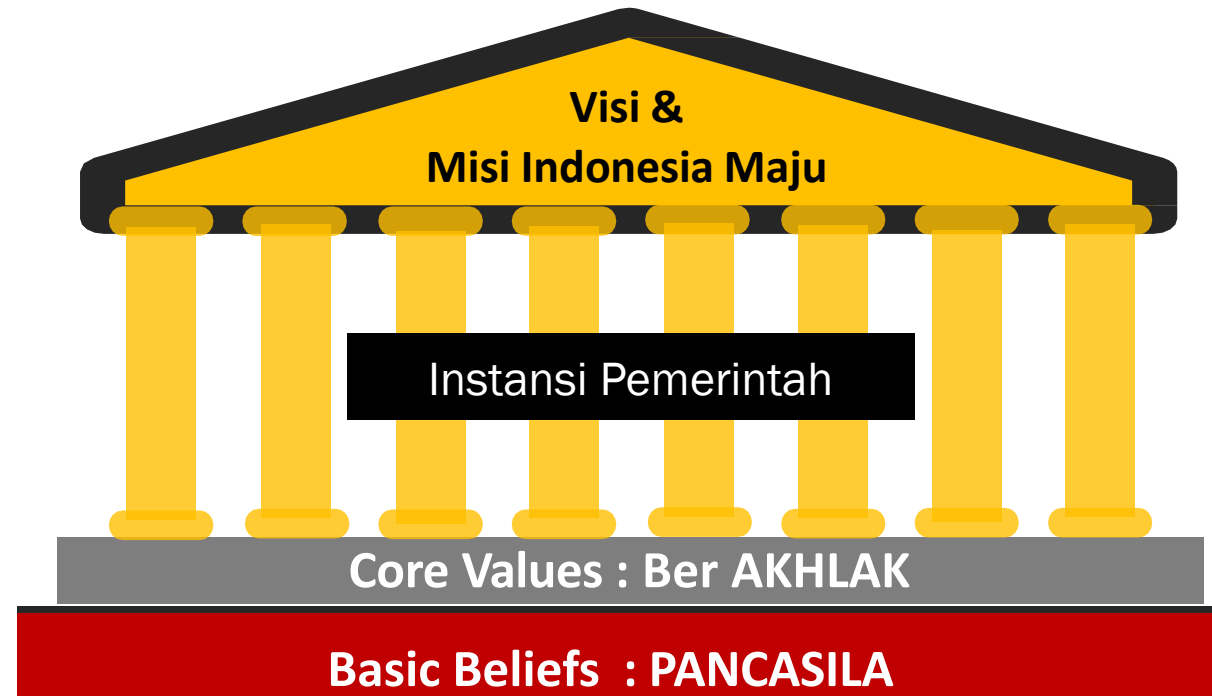 Visi &
Misi Indonesia Maju
Instansi Pemerintah
Core Values : Ber AKHLAK
Basic Beliefs : PANCASILA